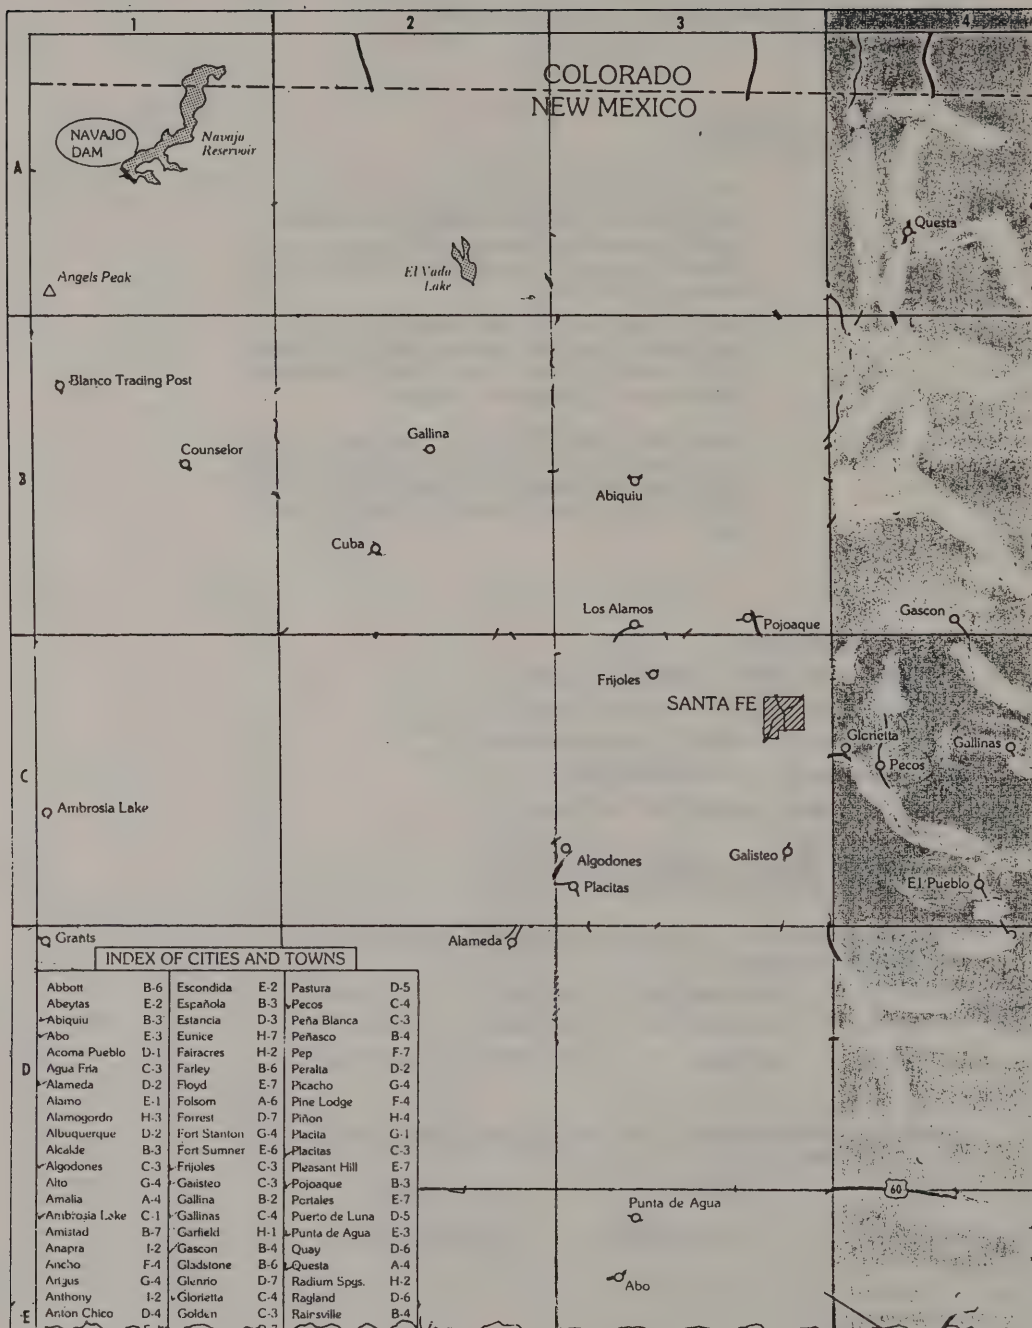 1 2 3 4
COLORADO
NEW MEXICO
NAVAJO
DAM
Navajo
Reservoir
A
Questa
El Vado
Lake
Angels Peak
Blanco Trading Post
Gallina
Counselor
B
Abiquiu
Cuba
Los Alamos
Pojoaque
Gascon
Frijoles
SANTA FE
Glorietta
Gallinas
Pecos
C
Ambrosia Lake
Algodones
Galisteo
Placitas
El Pueblo
Grants
Alameda
INDEX OF CITIES AND TOWNS
Abbott B-6 Escondida E-2 Pastura D-5
Abeytas E-2 Española B-3 Pecos C-4
Abiquiu B-3 Estancia D-3 Peña Blanca C-3
Abo E-3 Eunice H-7 Peñasco B-4
Acoma Pueblo D-1 Fairacres H-2 Pep F-7
D
Agua Fria C-3 Farley B-6 Peralta D-2
Alameda D-2 Floyd E-7 Picacho G-4
Alamo E-1 Folsom A-6 Pine Lodge F-4
Alamogordo H-3 Forrest D-7 Piñon H-4
Albuquerque D-2 Fort Stanton G-4 Placita G-1
Alcalde B-3 Fort Sumner E-6 Placitas C-3
Algodones C-3 Frijoles C-3 Pleasant Hill E-7
Alto G-4 Galisteo C-3 Pojoaque B-3
Amalia A-4 Gallina B-2 Portales E-7
Ambrosia Lake C-1 Gallinas C-4 Puerto de Luna D-5
Amistad B-7 Garfield H-1 Punta de Agua E-3
Anapra I-2 Gascon B-4 Quay D-6
Ancho F-4 Gladstone B-6 Questa A-4
Argus G-4 Glenrio D-7 Radium Spgs. H-2
Anthony I-2 Glorietta C-4 Ragland D-6
E
Anton Chico D-4 Golden C-3 Rainsville B-4
60
Punta de Agua
Abo